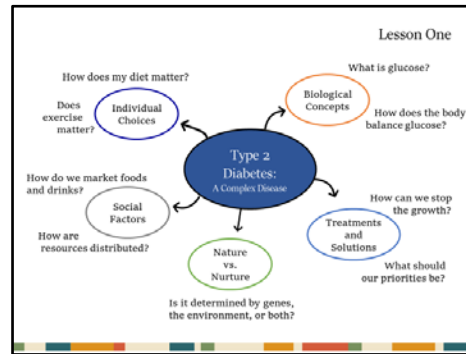 Lesson One
How does my diet matter?
Does
exercise
matter?
Individual
Choices
What is glucose?
Biological
Concepts
How does the body
balance glucose?
Type 2
Diabetes:
A Complex Disease
How do we market foods
and drinks?
Social
Factors
How are
resources distributed?
How can we stop
the growth?
Treatments
and
Solutions
What should
our priorities be?
Nature
vs.
Nurture
Is it determined by genes,
the environment, or both?